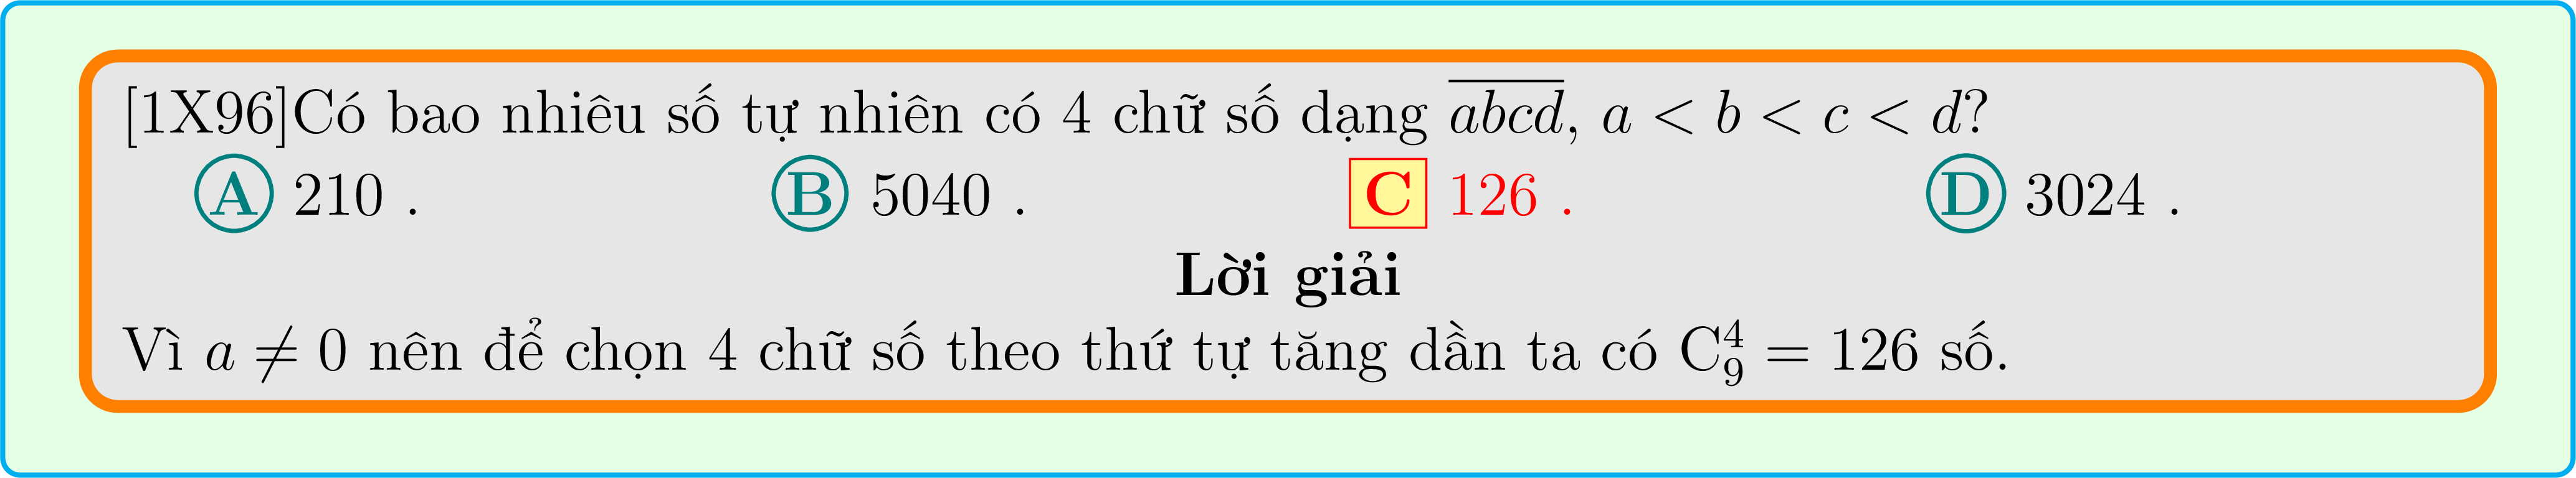 [1X96]Có bao nhiêu số tự nhiên có 4 chữ số dạng $\overline{abcd}$, a < b < c < d?
A 210 . B 5040 . C 126 . D 3024 .
Lời giải
Vì a ≠ 0 nên để chọn 4 chữ số theo thứ tự tăng dần ta có $\mathrm{C}_9^4$ = 126 số.